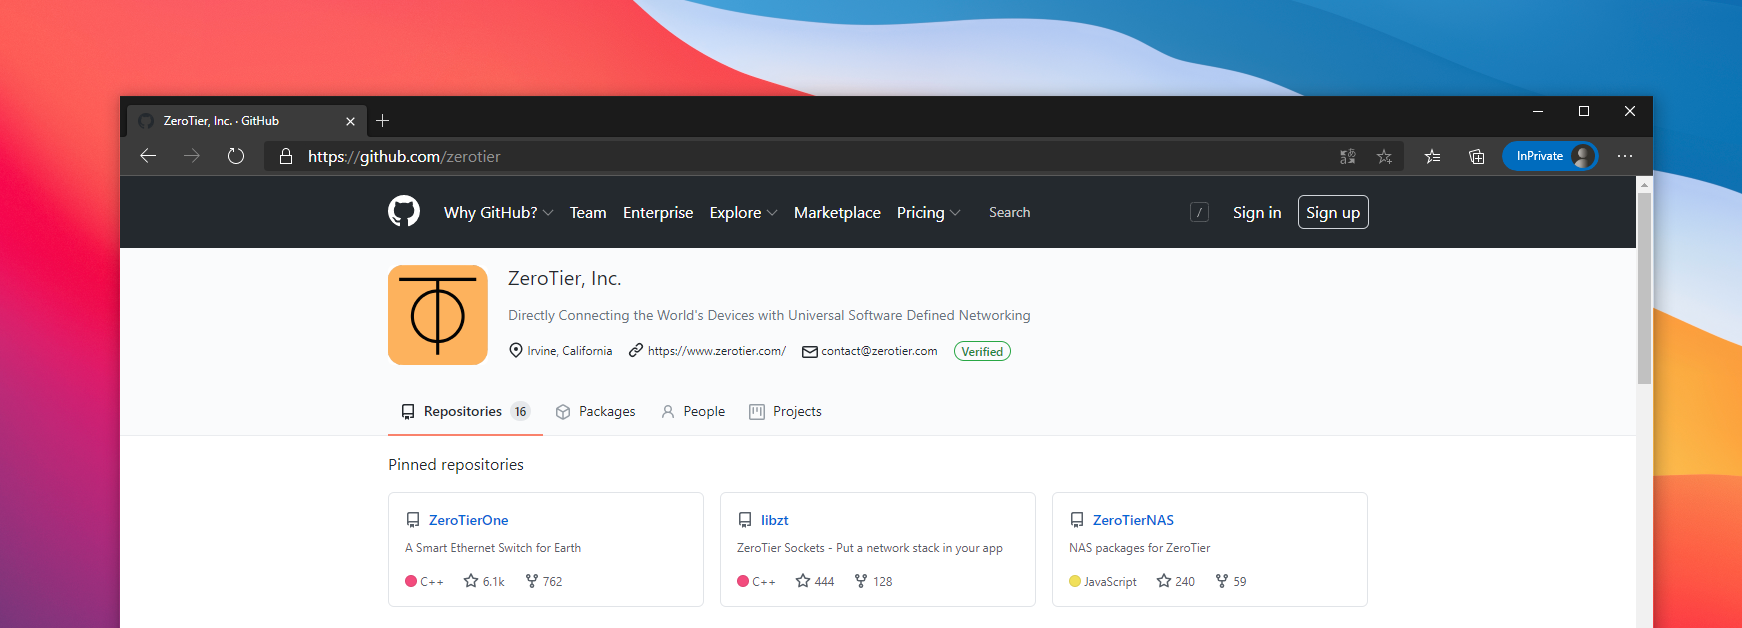 ZeroTier, Inc. · GitHub
https://github.com/zerotier
InPrivate
Why GitHub? Team Enterprise Explore Marketplace Pricing Search / Sign in Sign up
ZeroTier, Inc.
Directly Connecting the World's Devices with Universal Software Defined Networking
Irvine, California https://www.zerotier.com/ contact@zerotier.com Verified
Repositories 16 Packages People Projects
Pinned repositories
ZeroTierOne
A Smart Ethernet Switch for Earth
C++ 6.1k 762
libzt
ZeroTier Sockets - Put a network stack in your app
C++ 444 128
ZeroTierNAS
NAS packages for ZeroTier
JavaScript 240 59